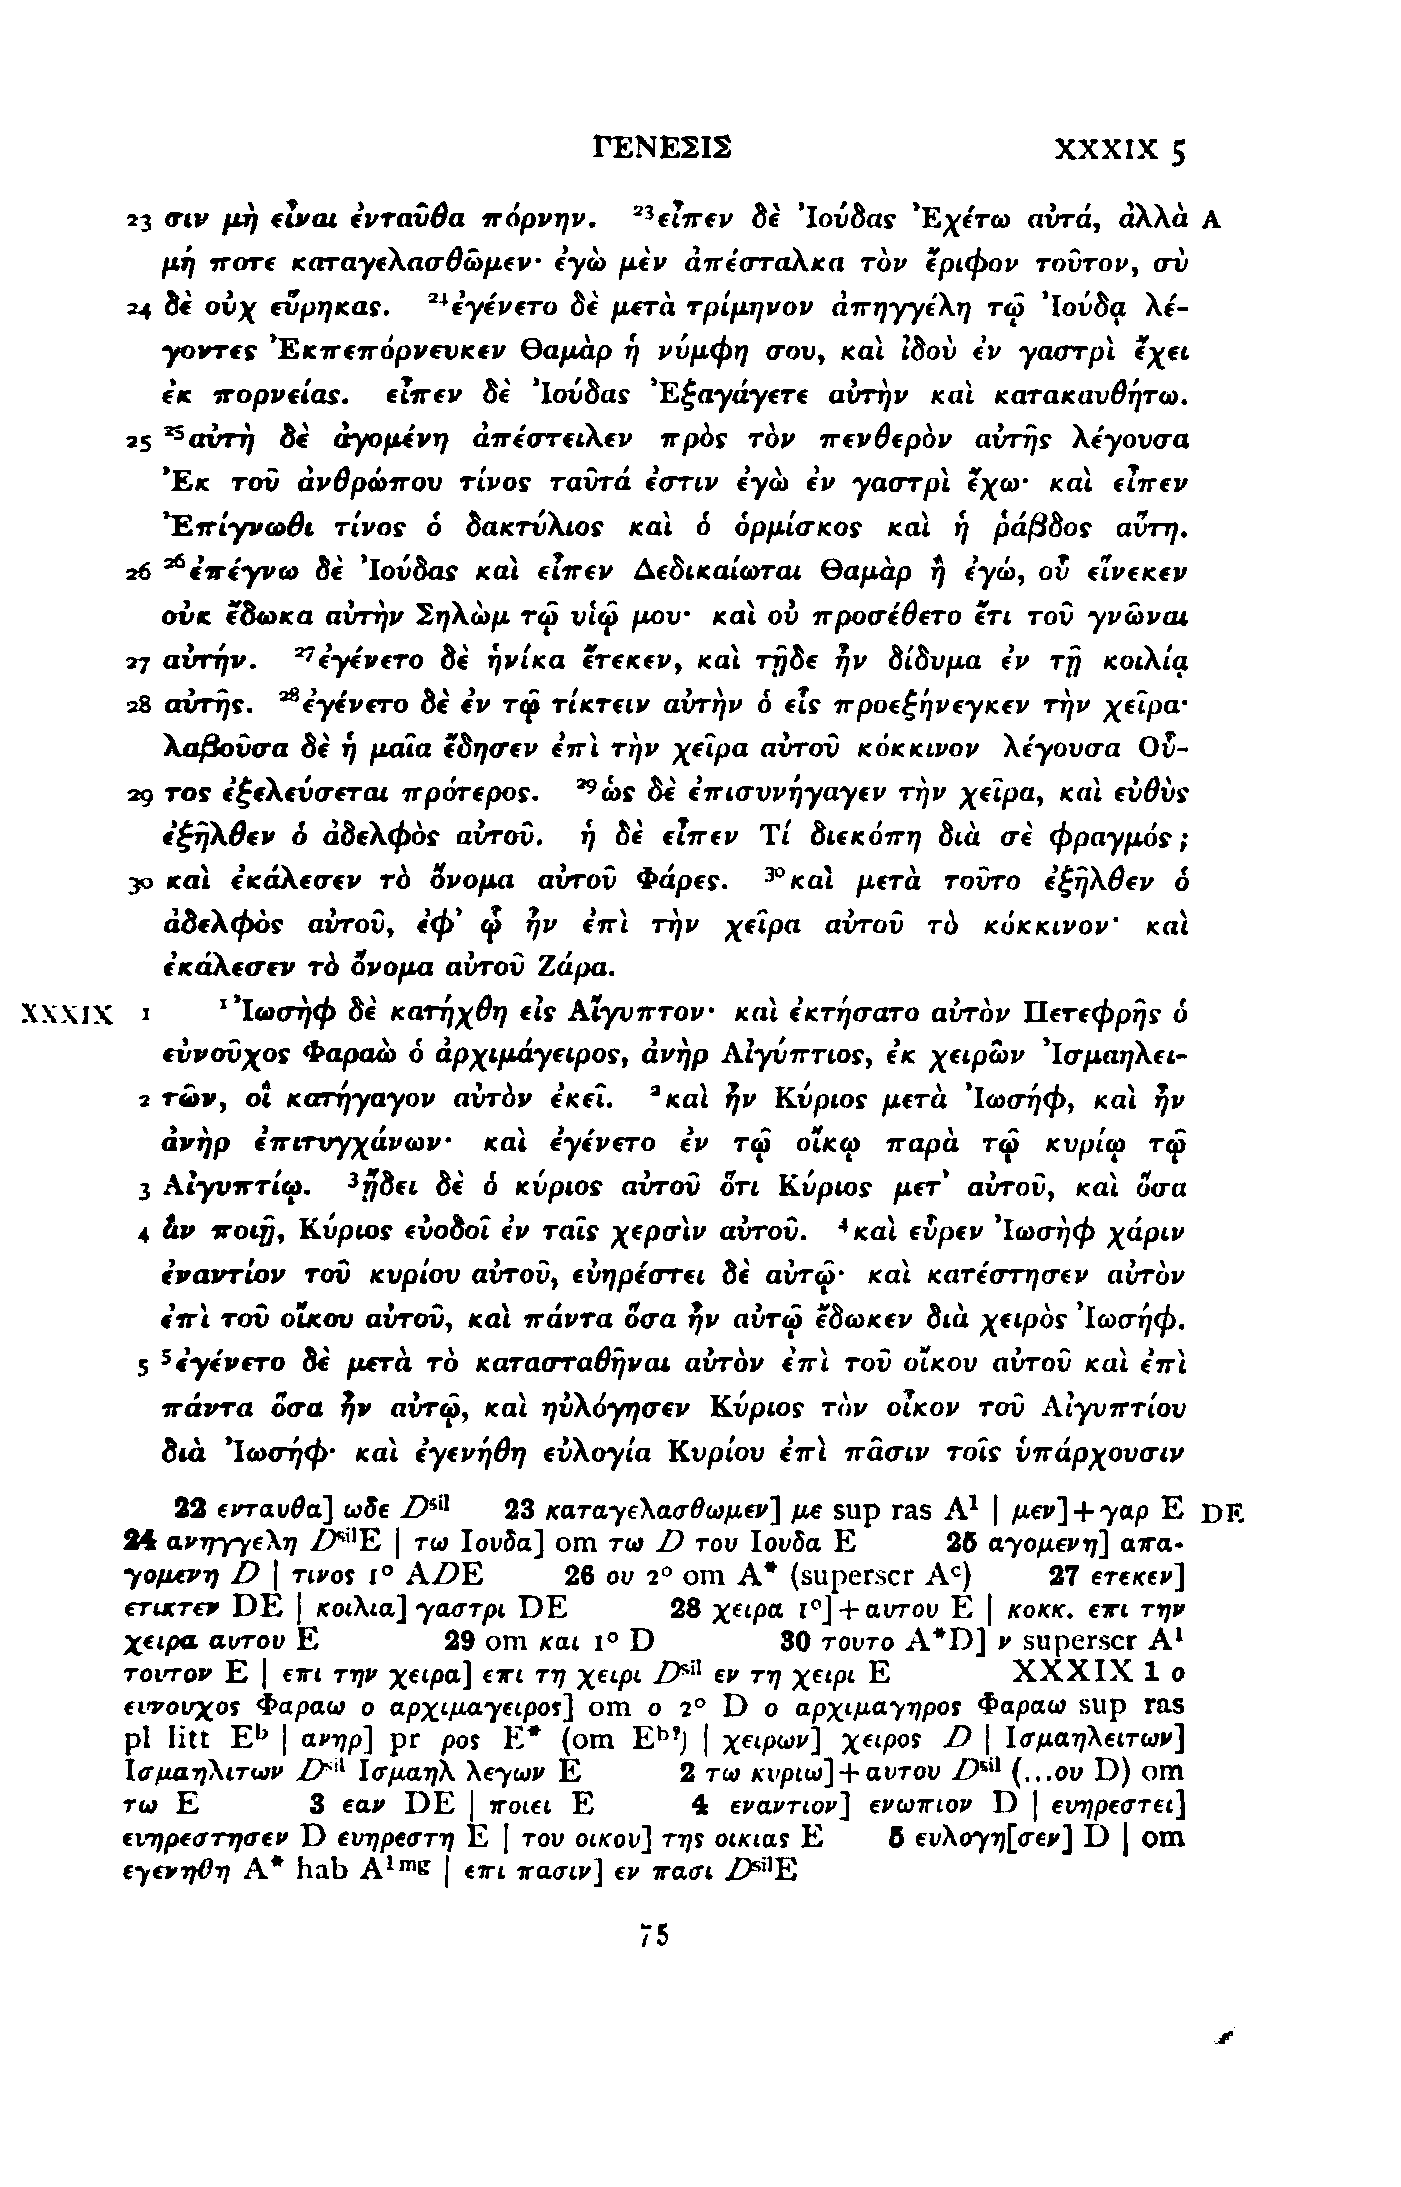 ΓΕΝΕΣΙΣ XXXIX 5
23 σιν μὴ εἶναι ἐνταῦθα πόρνην. ²³εἶπεν δὲ Ἰούδας Ἐχέτω αὐτά, ἀλλὰ A
μή ποτε καταγελασθῶμεν· ἐγὼ μὲν ἀπέσταλκα τὸν ἔριφον τοῦτον, σὺ
24 δὲ οὐχ εὕρηκας. ²⁴ἐγένετο δὲ μετὰ τρίμηνον ἀπηγγέλη τῷ Ἰούδᾳ λέ-
γοντες Ἐκπεπόρνευκεν Θαμὰρ ἡ νύμφη σου, καὶ ἰδοὺ ἐν γαστρὶ ἔχει
ἐκ πορνείας. εἶπεν δὲ Ἰούδας Ἐξαγάγετε αὐτὴν καὶ κατακαυθήτω.
25 ²⁵αὐτὴ δὲ ἀγομένη ἀπέστειλεν πρὸς τὸν πενθερὸν αὐτῆς λέγουσα
Ἐκ τοῦ ἀνθρώπου τίνος ταῦτά ἐστιν ἐγὼ ἐν γαστρὶ ἔχω· καὶ εἶπεν
Ἐπίγνωθι τίνος ὁ δακτύλιος καὶ ὁ ὁρμίσκος καὶ ἡ ῥάβδος αὕτη.
26 ²⁶ἐπέγνω δὲ Ἰούδας καὶ εἶπεν Δεδικαίωται Θαμὰρ ἢ ἐγώ, οὗ εἵνεκεν
οὐκ ἔδωκα αὐτὴν Σηλὼμ τῷ υἱῷ μου· καὶ οὐ προσέθετο ἔτι τοῦ γνῶναι
27 αὐτήν. ²⁷ἐγένετο δὲ ἡνίκα ἔτεκεν, καὶ τῇδε ἦν δίδυμα ἐν τῇ κοιλίᾳ
28 αὐτῆς. ²⁸ἐγένετο δὲ ἐν τῷ τίκτειν αὐτὴν ὁ εἷς προεξήνεγκεν τὴν χεῖρα·
λαβοῦσα δὲ ἡ μαῖα ἔδησεν ἐπὶ τὴν χεῖρα αὐτοῦ κόκκινον λέγουσα Οὗ-
29 τος ἐξελεύσεται πρότερος. ²⁹ὡς δὲ ἐπισυνήγαγεν τὴν χεῖρα, καὶ εὐθὺς
ἐξῆλθεν ὁ ἀδελφὸς αὐτοῦ. ἡ δὲ εἶπεν Τί διεκόπη διὰ σὲ φραγμός;
30 καὶ ἐκάλεσεν τὸ ὄνομα αὐτοῦ Φάρες. ³⁰καὶ μετὰ τοῦτο ἐξῆλθεν ὁ
ἀδελφὸς αὐτοῦ, ἐφ᾽ ᾧ ἦν ἐπὶ τὴν χεῖρα αὐτοῦ τὸ κόκκινον· καὶ
ἐκάλεσεν τὸ ὄνομα αὐτοῦ Ζάρα.
XXXIX 1 ¹Ἰωσὴφ δὲ κατήχθη εἰς Αἴγυπτον· καὶ ἐκτήσατο αὐτὸν Πετεφρῆς ὁ
εὐνοῦχος Φαραὼ ὁ ἀρχιμάγειρος, ἀνὴρ Αἰγύπτιος, ἐκ χειρῶν Ἰσμαηλει-
2 τῶν, οἳ κατήγαγον αὐτὸν ἐκεῖ. ²καὶ ἦν Κύριος μετὰ Ἰωσήφ, καὶ ἦν
ἀνὴρ ἐπιτυγχάνων· καὶ ἐγένετο ἐν τῷ οἴκῳ παρὰ τῷ κυρίῳ τῷ
3 Αἰγυπτίῳ. ³ᾔδει δὲ ὁ κύριος αὐτοῦ ὅτι Κύριος μετ᾽ αὐτοῦ, καὶ ὅσα
4 ἂν ποιῇ, Κύριος εὐοδοῖ ἐν ταῖς χερσὶν αὐτοῦ. ⁴καὶ εὗρεν Ἰωσὴφ χάριν
ἐναντίον τοῦ κυρίου αὐτοῦ, εὐηρέστει δὲ αὐτῷ· καὶ κατέστησεν αὐτὸν
ἐπὶ τοῦ οἴκου αὐτοῦ, καὶ πάντα ὅσα ἦν αὐτῷ ἔδωκεν διὰ χειρὸς Ἰωσήφ.
5 ⁵ἐγένετο δὲ μετὰ τὸ κατασταθῆναι αὐτὸν ἐπὶ τοῦ οἴκου αὐτοῦ καὶ ἐπὶ
πάντα ὅσα ἦν αὐτῷ, καὶ ηὐλόγησεν Κύριος τὸν οἶκον τοῦ Αἰγυπτίου
διὰ Ἰωσήφ· καὶ ἐγενήθη εὐλογία Κυρίου ἐπὶ πᾶσιν τοῖς ὑπάρχουσιν
22 ενταυθα] ωδε Dˢⁱˡ 23 καταγελασθωμεν] με sup ras A¹ | μεν]+γαρ E DE
24 ανηγγελη DˢⁱˡE | τω Ιουδα] om τω D του Ιουδα E 25 αγομενη] απα-
γομενη D | τινος 1º ADE 26 ου 2º om A* (superscr Aᶜ) 27 ετεκεν]
ετικτεν DE | κοιλια] γαστρι DE 28 χειρα 1º]+αυτου E | κοκκ. επι την
χειρα αυτου E 29 om και 1º D 30 τουτο A*D] ν superscr A¹
τουτον E | επι την χειρα] επι τη χειρι Dˢⁱˡ εν τη χειρι E XXXIX 1 ο
ευνουχος Φαραω ο αρχιμαγειρος] om ο 2º D ο αρχιμαγηρος Φαραω sup ras
pl litt Eᵇ | ανηρ] pr ρος E* (om Eᵇ?) | χειρων] χειρος D | Ισμαηλειτων]
Ισμαηλιτων Dˢⁱˡ Ισμαηλ λεγων E 2 τω κυριω]+αυτου Dˢⁱˡ (...ου D) om
τω E 3 εαν DE | ποιει E 4 εναντιον] ενωπιον D | ευηρεστει]
ευηρεστησεν D ευηρεστη E | του οικου] της οικιας E 5 ευλογη[σεν] D | om
εγενηθη A* hab A¹ᵐᵍ | επι πασιν] εν πασι DˢⁱˡE
75